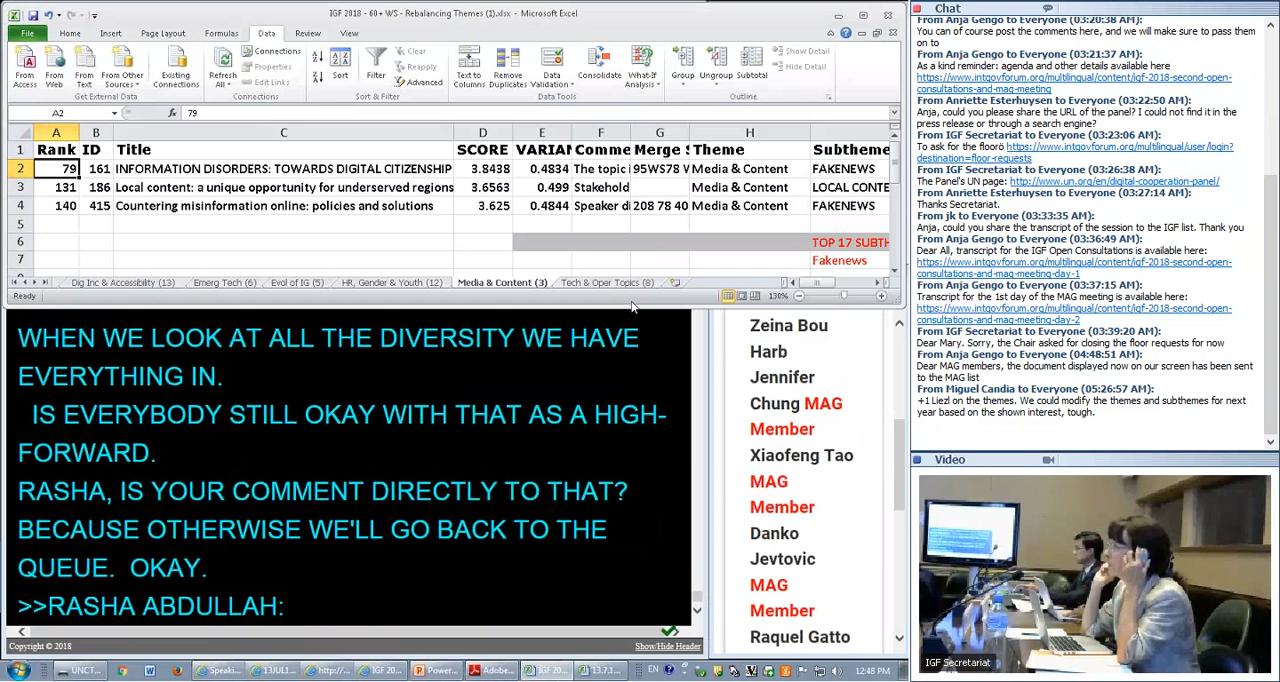 IGF 2018 - 60+ WS - Rebalancing Themes (1).xlsx - Microsoft Excel
File Home Insert Page Layout Formulas Data Review View
From Access
From Web
From Text
From Other Sources
Existing Connections
Refresh All
Connections
Properties
Edit Links
Sort
Filter
Clear
Reapply
Advanced
Text to Columns
Remove Duplicates
Data Validation
Consolidate
What-If Analysis
Group
Ungroup
Subtotal
Show Detail
Hide Detail
Get External Data Connections Sort & Filter Data Tools Outline
A2 fx 79
A B C D E F G H I
1 Rank ID Title SCORE VARIAN Comme Merge S Theme Subtheme
2 79 161 INFORMATION DISORDERS: TOWARDS DIGITAL CITIZENSHIP 3.8438 0.4834 The topic i 95WS78 W Media & Content FAKENEWS
3 131 186 Local content: a unique opportunity for underserved regions 3.6563 0.499 Stakehold Media & Content LOCAL CONTE
4 140 415 Countering misinformation online: policies and solutions 3.625 0.4844 Speaker di 208 78 40 Media & Content FAKENEWS
5
6 TOP 17 SUBTH
7 Fakenews
Dig Inc & Accessibility (13) Emerg Tech (6) Evol of IG (5) HR, Gender & Youth (12) Media & Content (3) Tech & Oper Topics (8)
Ready 130%
WHEN WE LOOK AT ALL THE DIVERSITY WE HAVE
EVERYTHING IN.
IS EVERYBODY STILL OKAY WITH THAT AS A HIGH-
FORWARD.
RASHA, IS YOUR COMMENT DIRECTLY TO THAT?
BECAUSE OTHERWISE WE'LL GO BACK TO THE
QUEUE.  OKAY.
>>RASHA ABDULLAH:
Copyright © 2018 Show/Hide Header
Zeina Bou
Harb
Jennifer
Chung MAG
Member
Xiaofeng Tao
MAG
Member
Danko
Jevtovic
MAG
Member
Raquel Gatto
Chat
From Anja Gengo to Everyone (03:20:38 AM):
You can of course post the comments here, and we will make sure to pass them
on to
From Anja Gengo to Everyone (03:21:37 AM):
As a kind reminder: agenda and other details available here
https://www.intgovforum.org/multilingual/content/igf-2018-second-open-
consultations-and-mag-meeting
From Anriette Esterhuysen to Everyone (03:22:50 AM):
Anja, could you please share the URL of the panel? I could not find it in the
press release or through a search engine?
From IGF Secretariat to Everyone (03:23:06 AM):
To ask for the floorö https://www.intgovforum.org/multilingual/user/login?
destination=floor-requests
From IGF Secretariat to Everyone (03:26:38 AM):
The Panel's UN page: http://www.un.org/en/digital-cooperation-panel/
From Anriette Esterhuysen to Everyone (03:27:14 AM):
Thanks Secretariat.
From jk to Everyone (03:33:35 AM):
Anja, could you share the transcript of the session to the IGF list. Thank you
From Anja Gengo to Everyone (03:36:49 AM):
Dear All, transcript for the IGF Open Consultations is available here:
https://www.intgovforum.org/multilingual/content/igf-2018-second-open-
consultations-and-mag-meeting-day-1
From Anja Gengo to Everyone (03:37:15 AM):
Transcript for the 1st day of the MAG meeting is available here:
https://www.intgovforum.org/multilingual/content/igf-2018-second-open-
consultations-and-mag-meeting-day-2
From IGF Secretariat to Everyone (03:39:20 AM):
Dear Mary. Sorry, the Chair asked for closing the floor requests for now
From Anja Gengo to Everyone (04:48:51 AM):
Dear MAG members, the document displayed now on our screen has been sent
to the MAG list
From Miguel Candia to Everyone (05:26:57 AM):
+1 Liezl on the themes. We could modify the themes and subthemes for next
year based on the shown interest, tough.
Video
IGF Secretariat
UNCT... Speaki... 13JUL1... http://... IGF 20... Power... Adobe... IGF 20... 13.7.1... EN 12:48 PM